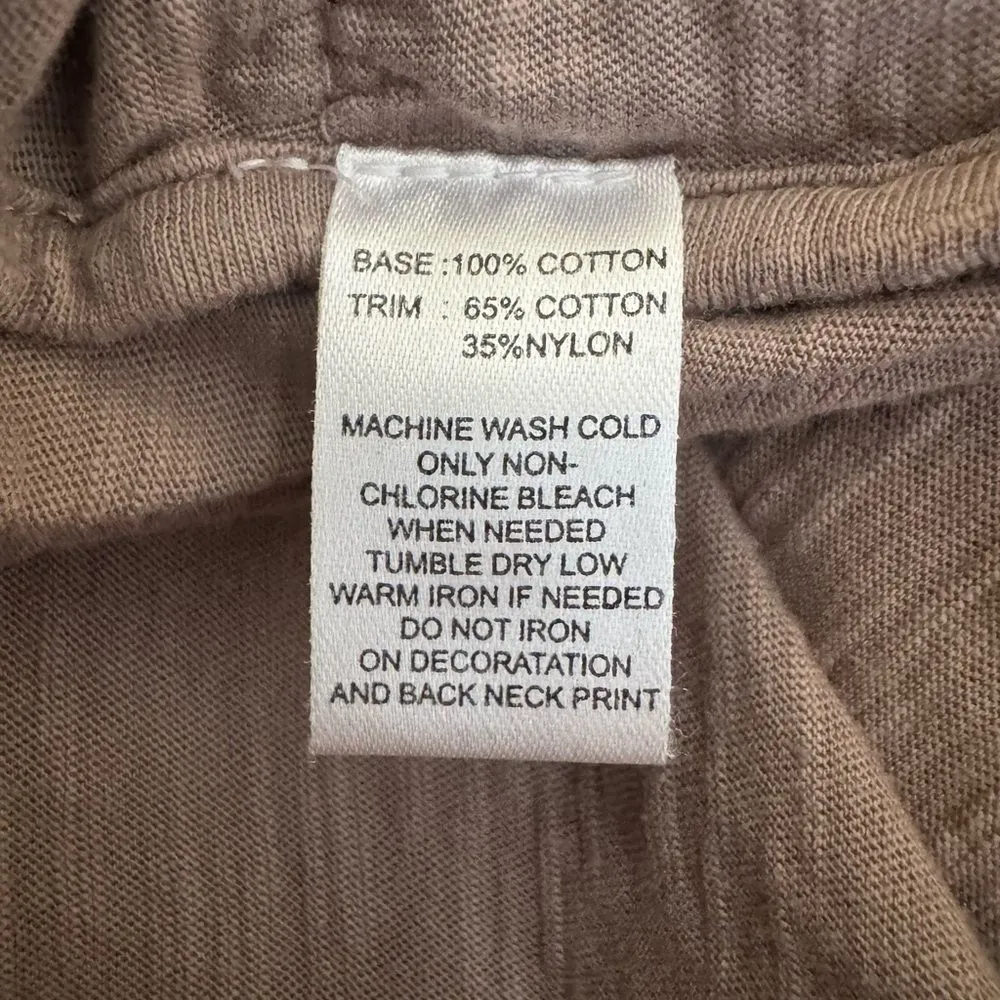 BASE :100% COTTON
TRIM : 65% COTTON
35%NYLON
MACHINE WASH COLD
ONLY NON-
CHLORINE BLEACH
WHEN NEEDED
TUMBLE DRY LOW
WARM IRON IF NEEDED
DO NOT IRON
ON DECORATATION
AND BACK NECK PRINT